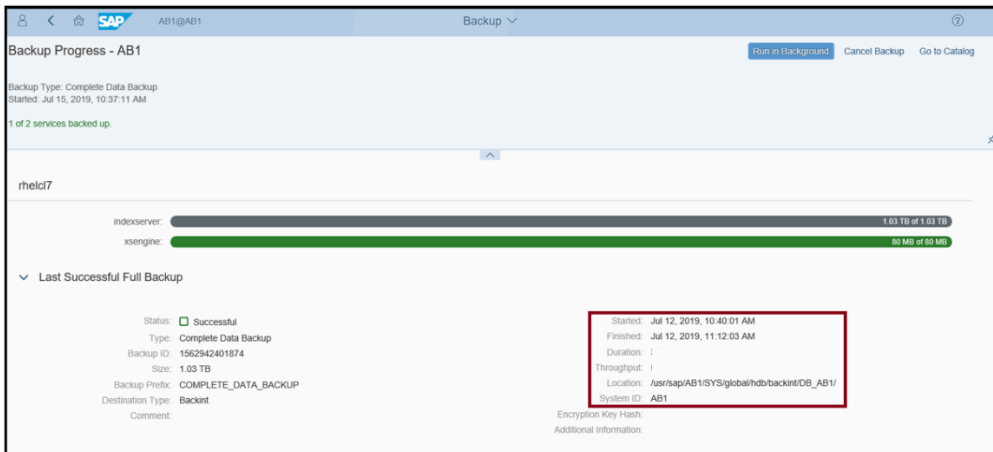 SAP AB1@AB1 Backup
Backup Progress - AB1 Run in Background Cancel Backup Go to Catalog
Backup Type: Complete Data Backup
Started: Jul 15, 2019, 10:37:11 AM
1 of 2 services backed up.
rhelcl7
indexserver: 1.03 TB of 1.03 TB
xsengine: 80 MB of 80 MB
Last Successful Full Backup
Status: Successful
Type: Complete Data Backup
Backup ID: 1562942401874
Size: 1.03 TB
Backup Prefix: COMPLETE_DATA_BACKUP
Destination Type: Backint
Comment:
Started: Jul 12, 2019, 10:40:01 AM
Finished: Jul 12, 2019, 11:12:03 AM
Duration:
Throughput:
Location: /usr/sap/AB1/SYS/global/hdb/backint/DB_AB1/
System ID: AB1
Encryption Key Hash:
Additional Information: